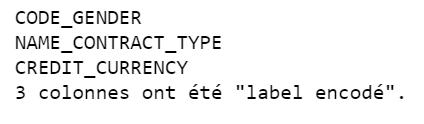 CODE_GENDER
NAME_CONTRACT_TYPE
CREDIT_CURRENCY
3 colonnes ont été "label encodé".